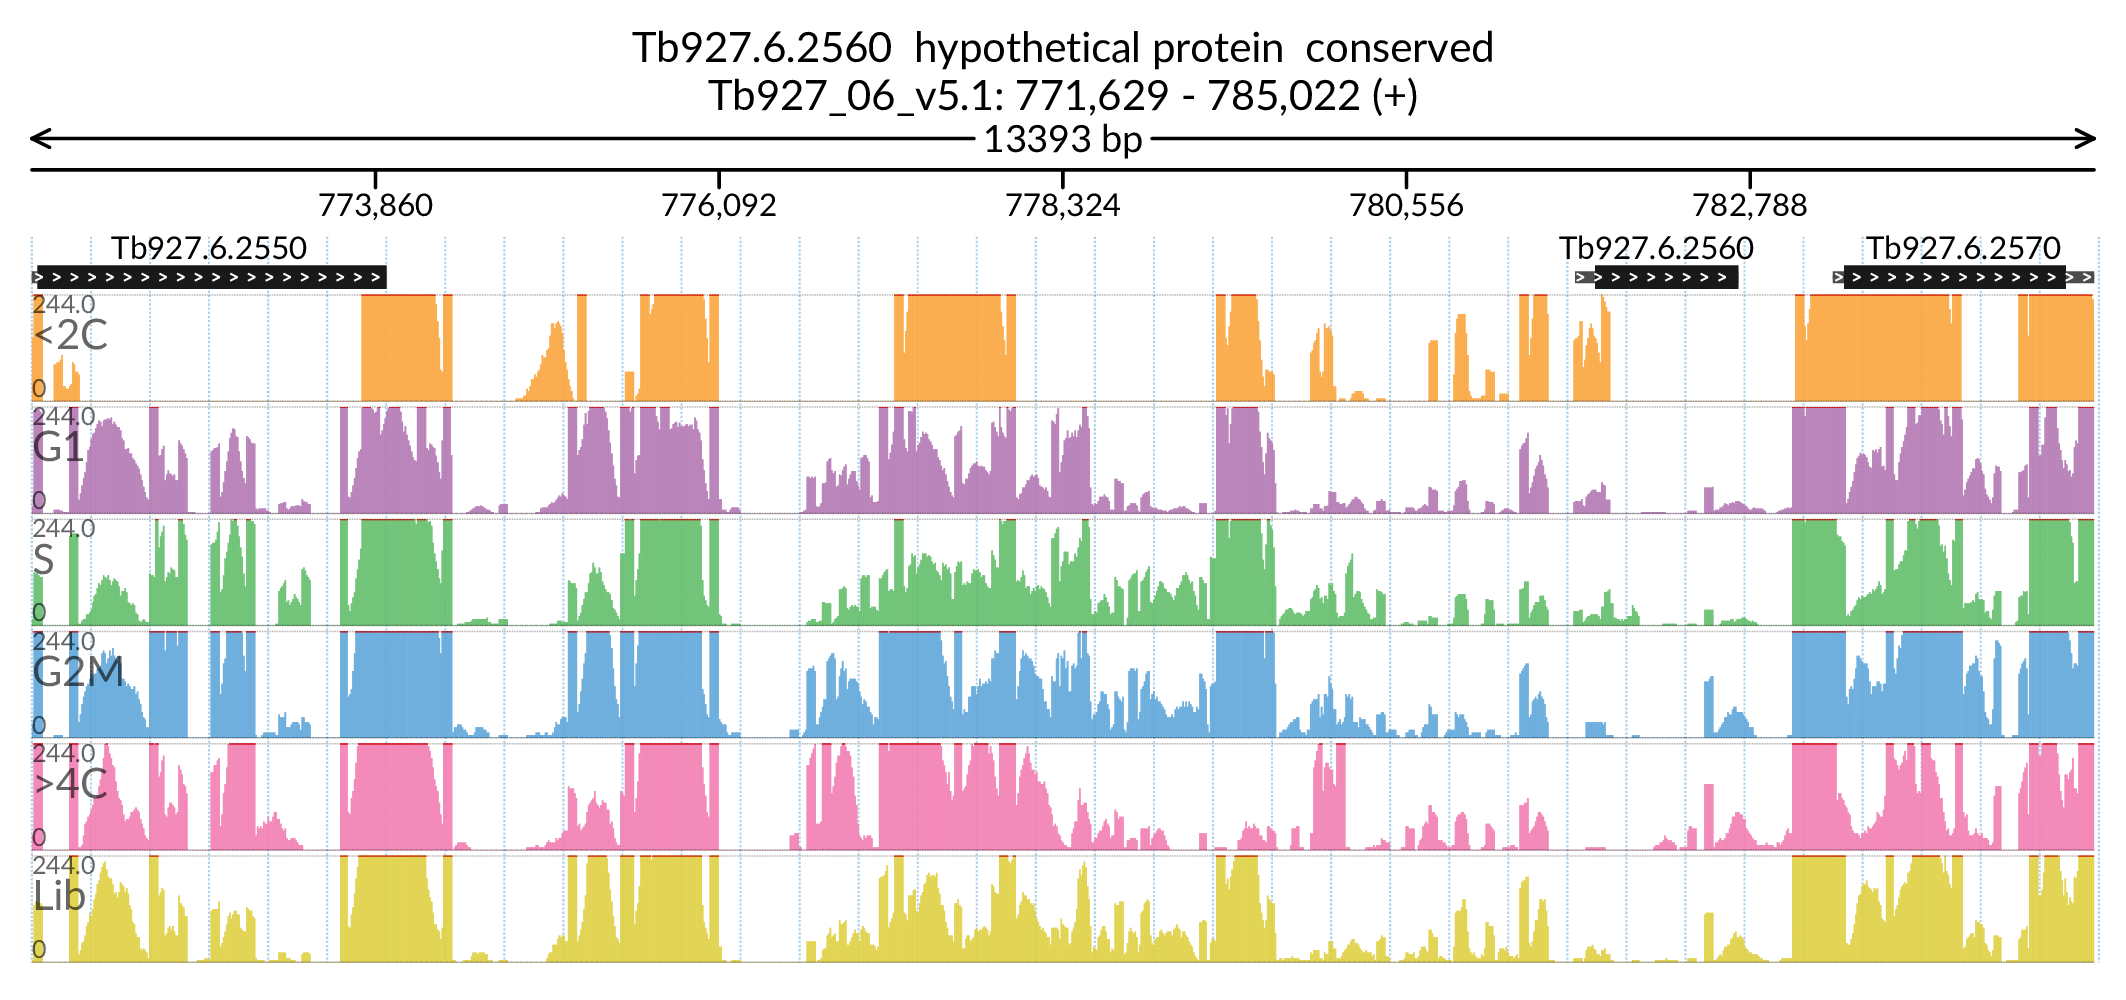 Tb927.6.2560  hypothetical protein  conserved
Tb927_06_v5.1: 771,629 - 785,022 (+)
13393 bp
773,860 776,092 778,324 780,556 782,788
Tb927.6.2550 Tb927.6.2560 Tb927.6.2570
244.0
<2C
0
244.0
G1
0
244.0
S
0
244.0
G2M
0
244.0
>4C
0
244.0
Lib
0